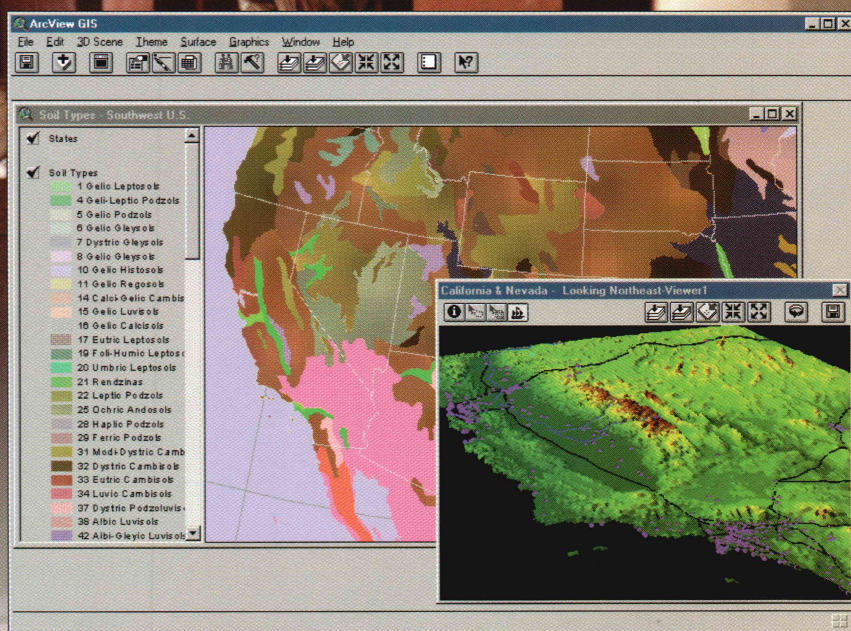 ArcView GIS
File Edit 3D Scene Theme Surface Graphics Window Help
Soil Types - Southwest U.S.
States
Soil Types
1 Gelic Leptosols
4 Geli-Leptic Podzols
5 Gelic Podzols
6 Gelic Gleysols
7 Dystric Gleysols
8 Gelic Gleysols
10 Gelic Histosols
11 Gelic Regosols
14 Calci-Gelic Cambis
15 Gelic Luvisols
16 Gelic Calcisols
17 Eutric Leptosols
19 Foli-Humic Leptoso
20 Umbric Leptosols
21 Rendzinas
22 Leptic Podzols
25 Ochric Andosols
28 Haplic Podzols
29 Ferric Podzols
31 Modi-Dystric Camb
32 Dystric Cambisols
33 Eutric Cambisols
34 Luvic Cambisols
37 Dystric Podzoluvis
38 Albic Luvisols
42 Albi-Gleyic Luvisols
California & Nevada - Looking Northeast-Viewer1